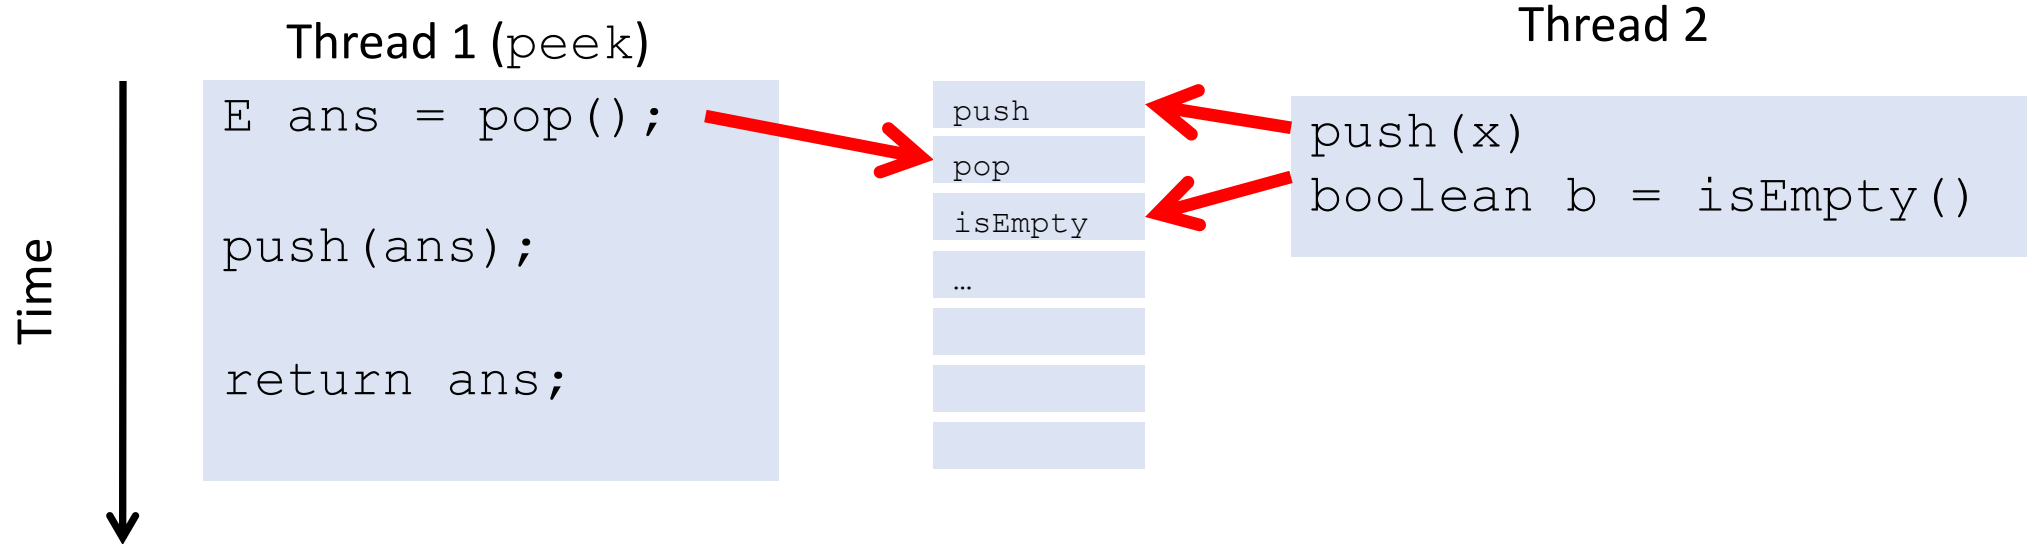 Thread 1 (peek)
Thread 2
Time
E ans = pop();
push(ans);
return ans;
push
pop
isEmpty
…
push(x)
boolean b = isEmpty()